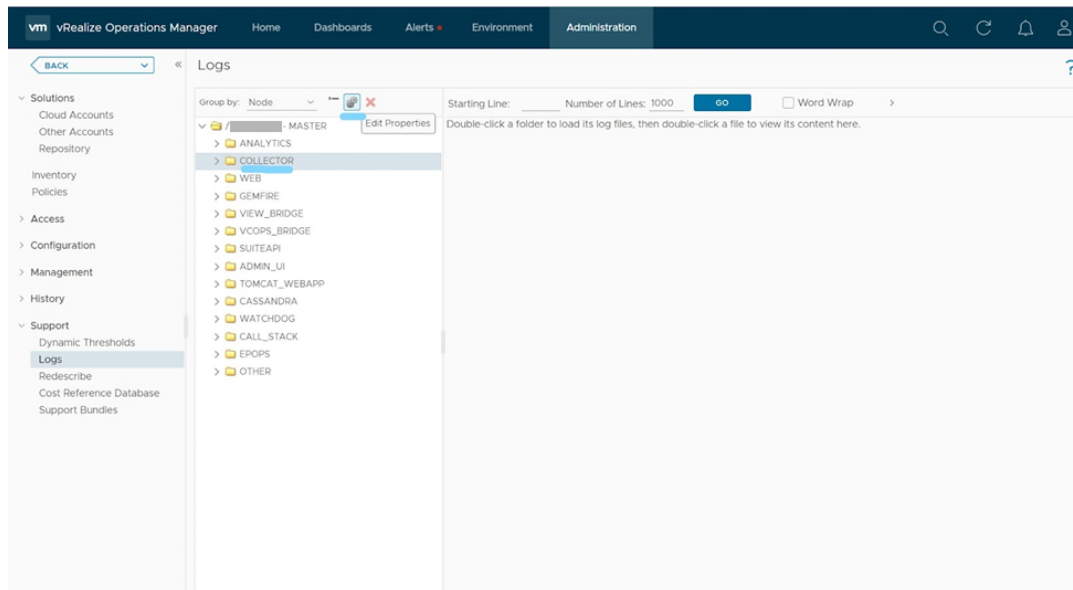 vm vRealize Operations Manager Home Dashboards Alerts Environment Administration
BACK
«
Logs
?
Solutions
Cloud Accounts
Other Accounts
Repository
Inventory
Policies
Access
Configuration
Management
History
Support
Dynamic Thresholds
Logs
Redescribe
Cost Reference Database
Support Bundles
Group by: Node
Edit Properties
/ - MASTER
ANALYTICS
COLLECTOR
WEB
GEMFIRE
VIEW_BRIDGE
VCOPS_BRIDGE
SUITEAPI
ADMIN_UI
TOMCAT_WEBAPP
CASSANDRA
WATCHDOG
CALL_STACK
EPOPS
OTHER
Starting Line: Number of Lines: 1000 GO Word Wrap
Double-click a folder to load its log files, then double-click a file to view its content here.